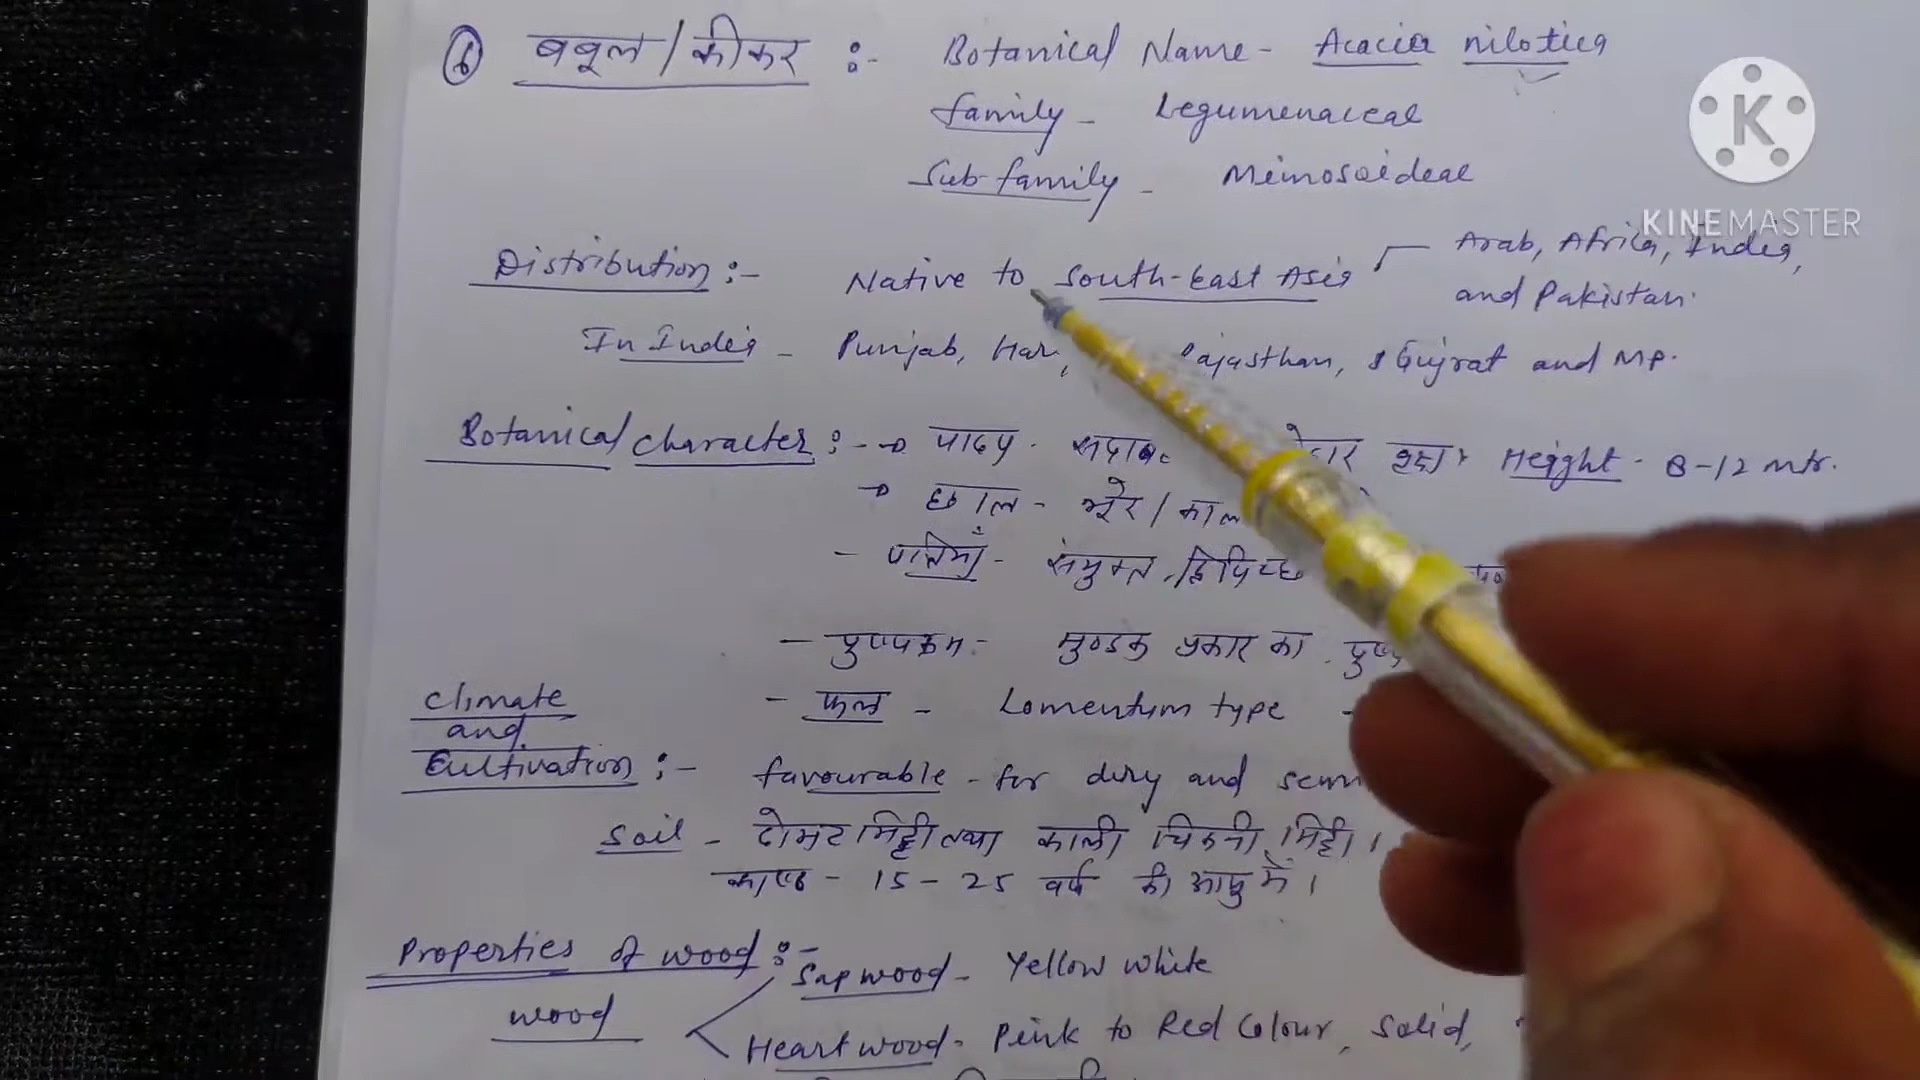 ⑥ बबूल / कीकर :- Botanical Name - Acacia nilotica
family - Legumenaceae
Sub-family - Meimosoideae
K
KINEMASTER
Distribution :- Native to South-East Asia Arab, Africa, India,
and Pakistan.
In India - Punjab, Har Rajasthan, & Gujrat and MP.
Botanical character :- → पादप - वृक्ष Height - 8-12 mtr.
→ छाल - भूरे / काल
- पत्तियाँ - संयुक्त, द्विपिच्छ
- पुष्पक्रम - मुण्डक प्रकार का पुष्प
- फल - Lomentum type -
Climate
and
Cultivation :- favourable - for dry and semi
Soil - दोमट मिट्टी तथा काली चिकनी मिट्टी।
काष्ठ - 15-25 वर्ष की आयु में।
Properties of wood :-
Sapwood - Yellow white
wood
Heartwood - Peink to Red Colour, Solid,